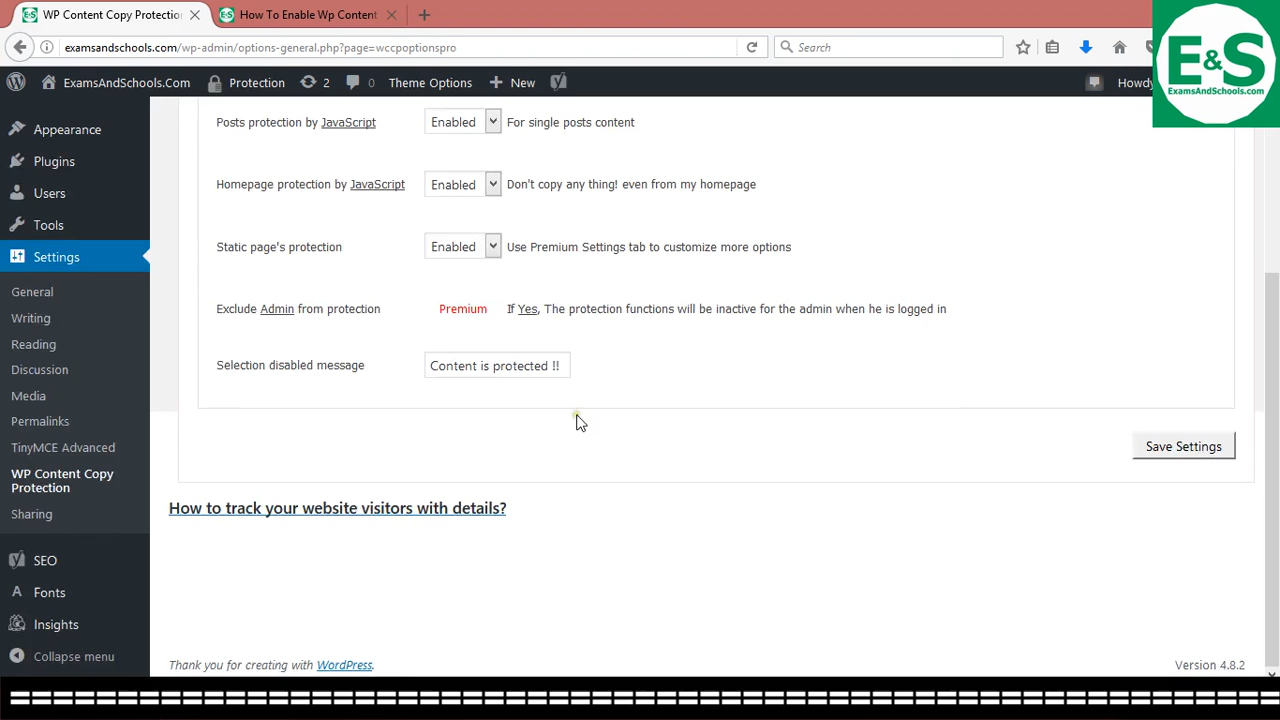 WP Content Copy Protectio
How To Enable Wp Content
examsandschools.com/wp-admin/options-general.php?page=wccpoptionspro
Search
E&S
ExamsAndSchools.com
ExamsAndSchools.Com
Protection
2
0
Theme Options
New
Howdy
Appearance
Plugins
Users
Tools
Settings
General
Writing
Reading
Discussion
Media
Permalinks
TinyMCE Advanced
WP Content Copy
Protection
Sharing
SEO
Fonts
Insights
Collapse menu
Posts protection by JavaScript Enabled For single posts content
Homepage protection by JavaScript Enabled Don't copy any thing! even from my homepage
Static page's protection Enabled Use Premium Settings tab to customize more options
Exclude Admin from protection Premium If Yes, The protection functions will be inactive for the admin when he is logged in
Selection disabled message Content is protected !!
Save Settings
How to track your website visitors with details?
Thank you for creating with WordPress.
Version 4.8.2